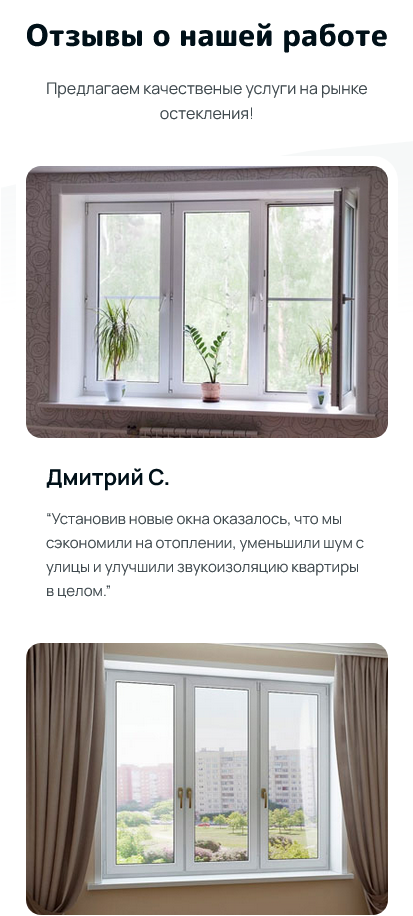 Отзывы о нашей работе
Предлагаем качественые услуги на рынке
остекления!
Дмитрий С.
“Установив новые окна оказалось, что мы
сэкономили на отоплении, уменьшили шум с
улицы и улучшили звукоизоляцию квартиры
в целом.”